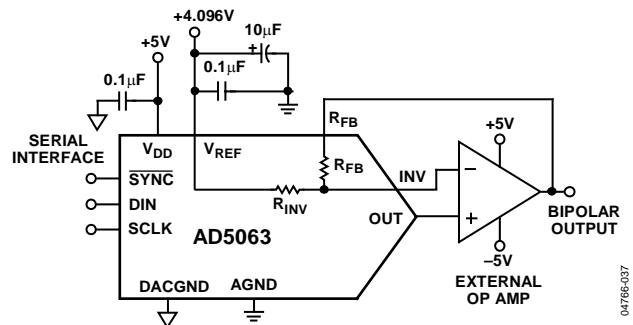 +4.096V
+5V
10µF
+
0.1µF
0.1µF
SERIAL
INTERFACE
VDD
VREF
RFB
RFB
+5V
SYNC
DIN
SCLK
RINV
INV
OUT
−
+
AD5063
BIPOLAR
OUTPUT
–5V
EXTERNAL
OP AMP
DACGND
AGND
04766-037